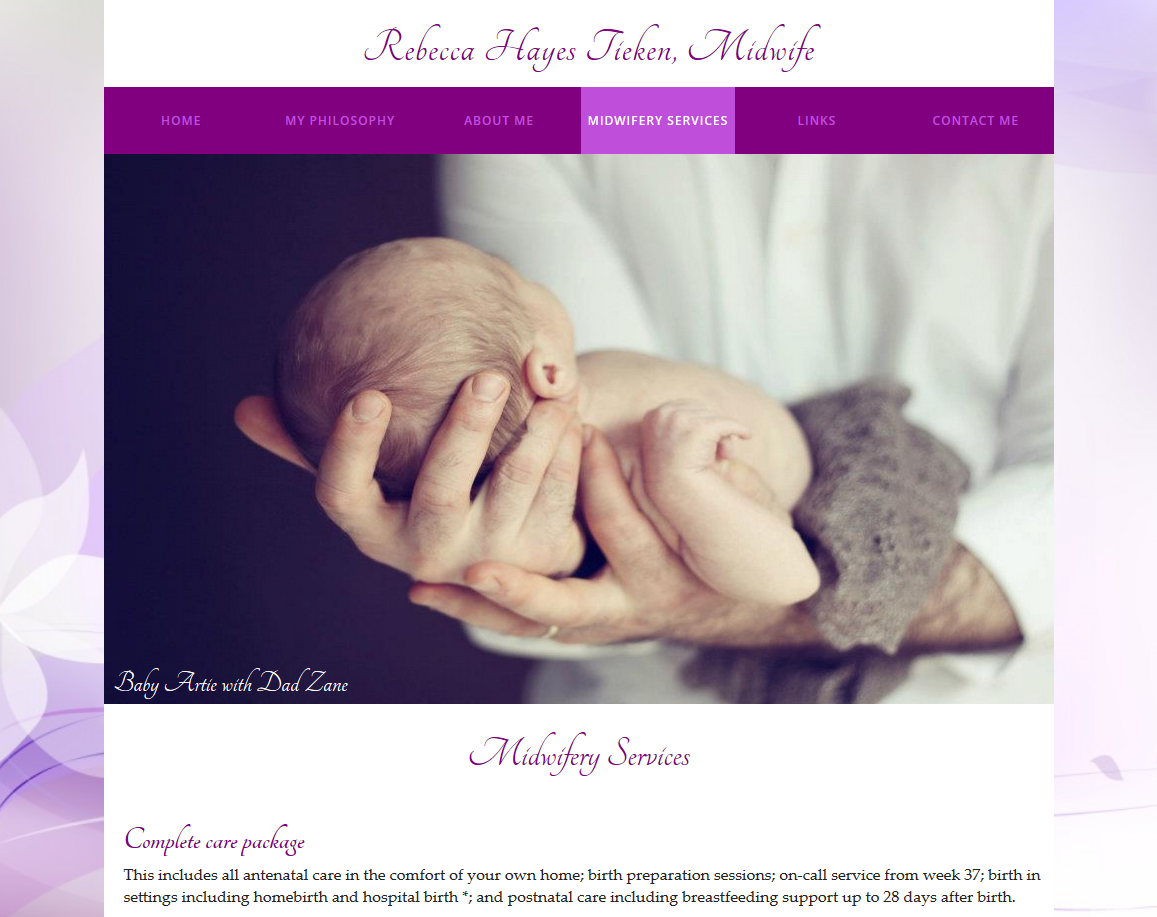 Rebecca Hayes Tieken, Midwife
HOME MY PHILOSOPHY ABOUT ME MIDWIFERY SERVICES LINKS CONTACT ME
Baby Artie with Dad Zane
Midwifery Services
Complete care package
This includes all antenatal care in the comfort of your own home; birth preparation sessions; on-call service from week 37; birth in
settings including homebirth and hospital birth *; and postnatal care including breastfeeding support up to 28 days after birth.